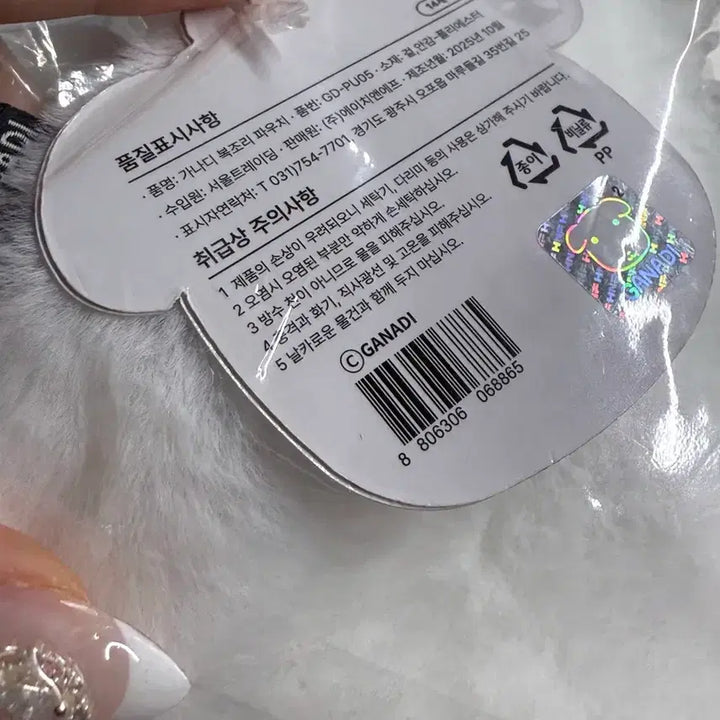 14세
품질표시사항
· 품명: 가나디 복조리 파우치 · 품번: GD-PU05 · 소재: 겉,안감-폴리에스터
· 수입원: 서울트레이딩 · 판매원: (주)에이치앤에프 · 제조년월: 2025년 10월
· 표시자연락처: T 031)754-7701 경기도 광주시 오포읍 마루들길 35번길 25
취급상 주의사항
1 제품의 손상이 우려되오니 세탁기, 다리미 등의 사용은 삼가해 주시기 바랍니다.
2 오염시 오염된 부분만 약하게 손세탁하십시오.
3 방수 천이 아니므로 물을 피해주십시오.
4 충격과 화기, 직사광선 및 고온을 피해주십시오.
5 날카로운 물건과 함께 두지 마십시오.
종이
비닐류
PP
ⓒGANADI
8 806306 068865
GANADI